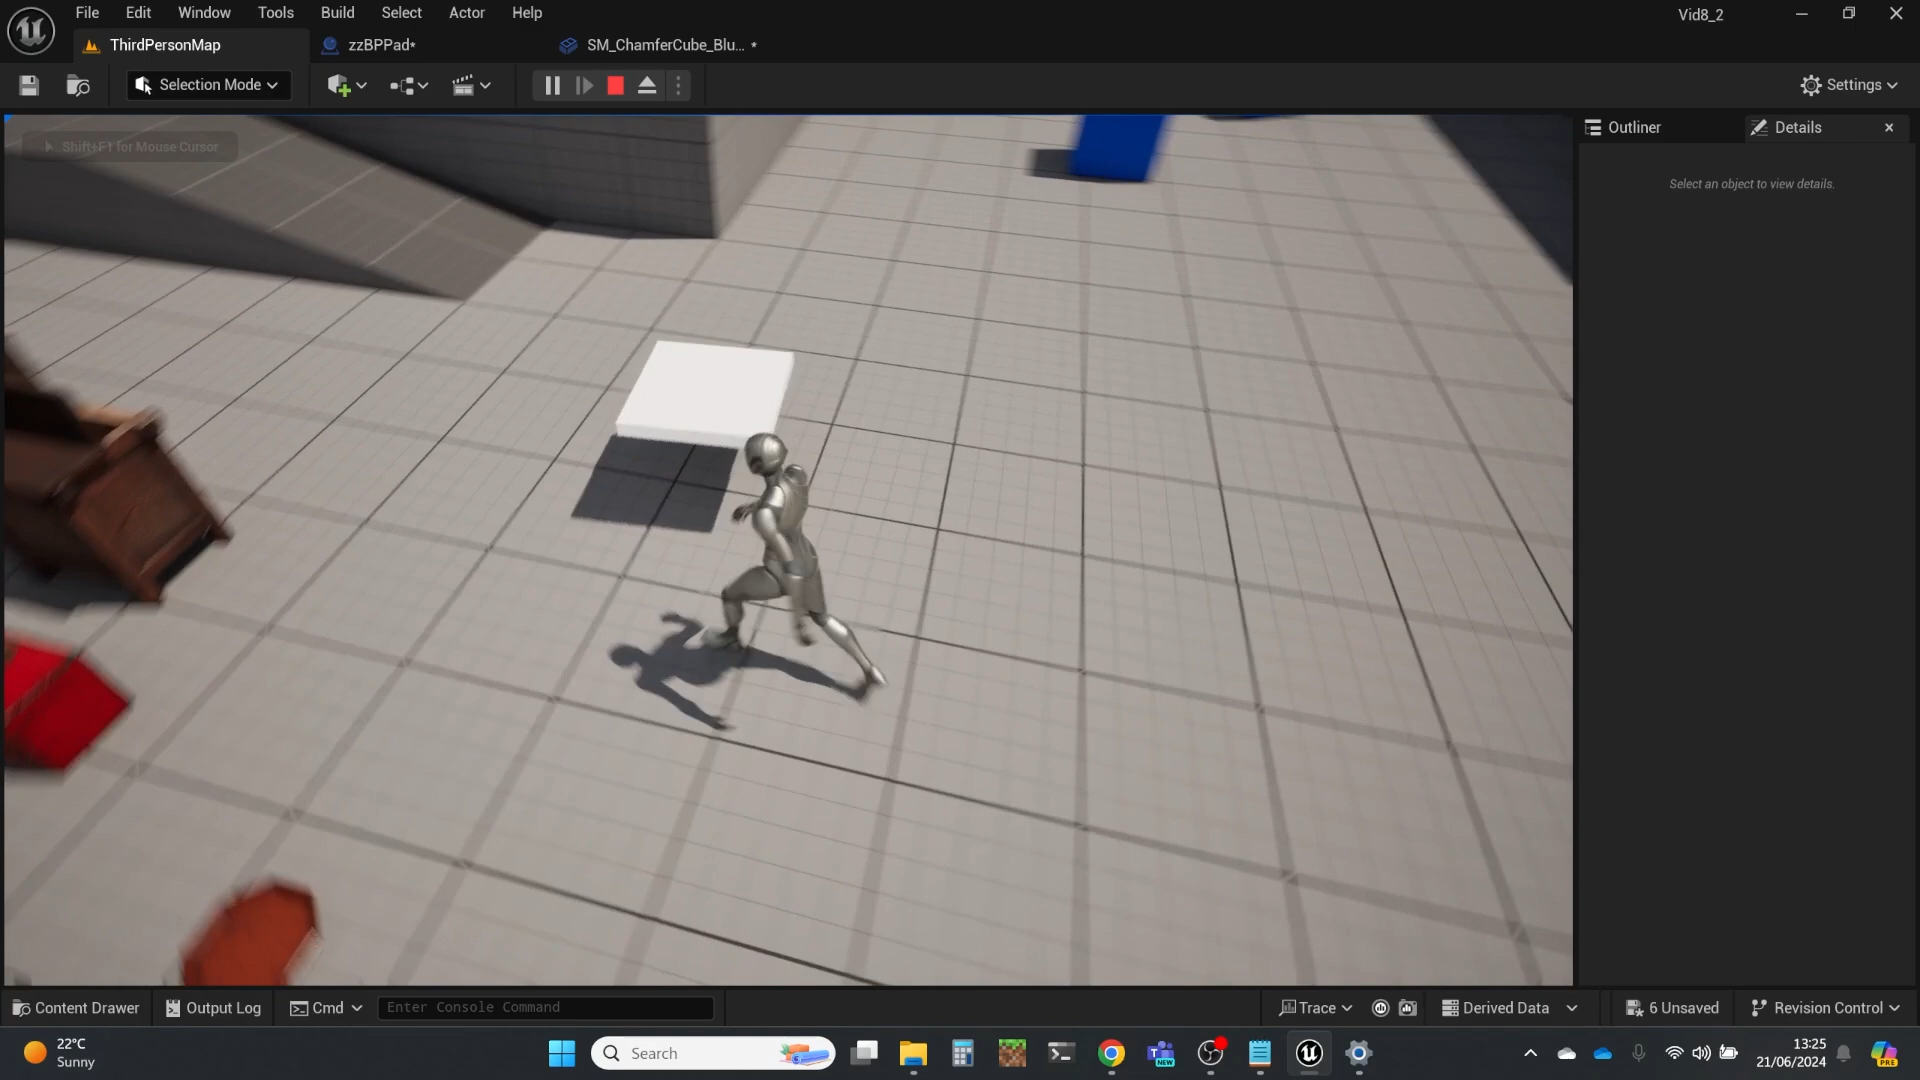 File Edit Window Tools Build Select Actor Help
Vid8_2
ThirdPersonMap
zzBPPad*
SM_ChamferCube_Blu... *
Selection Mode
Settings
Shift+F1 for Mouse Cursor
Outliner
Details
Select an object to view details.
Content Drawer
Output Log
Cmd
Enter Console Command
Trace
Derived Data
6 Unsaved
Revision Control
22°C
Sunny
Search
NEW
13:25
21/06/2024
PRE